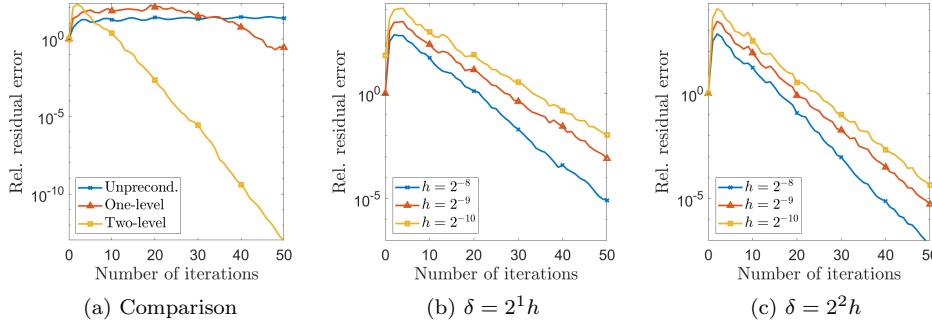 Rel. residual error
10^0
10^-5
10^-10
Unprecond.
One-level
Two-level
0 10 20 30 40 50
Number of iterations
(a) Comparison
Rel. residual error
10^0
10^-5
h = 2^-8
h = 2^-9
h = 2^-10
0 10 20 30 40 50
Number of iterations
(b) δ = 2^1h
Rel. residual error
10^0
10^-5
h = 2^-8
h = 2^-9
h = 2^-10
0 10 20 30 40 50
Number of iterations
(c) δ = 2^2h